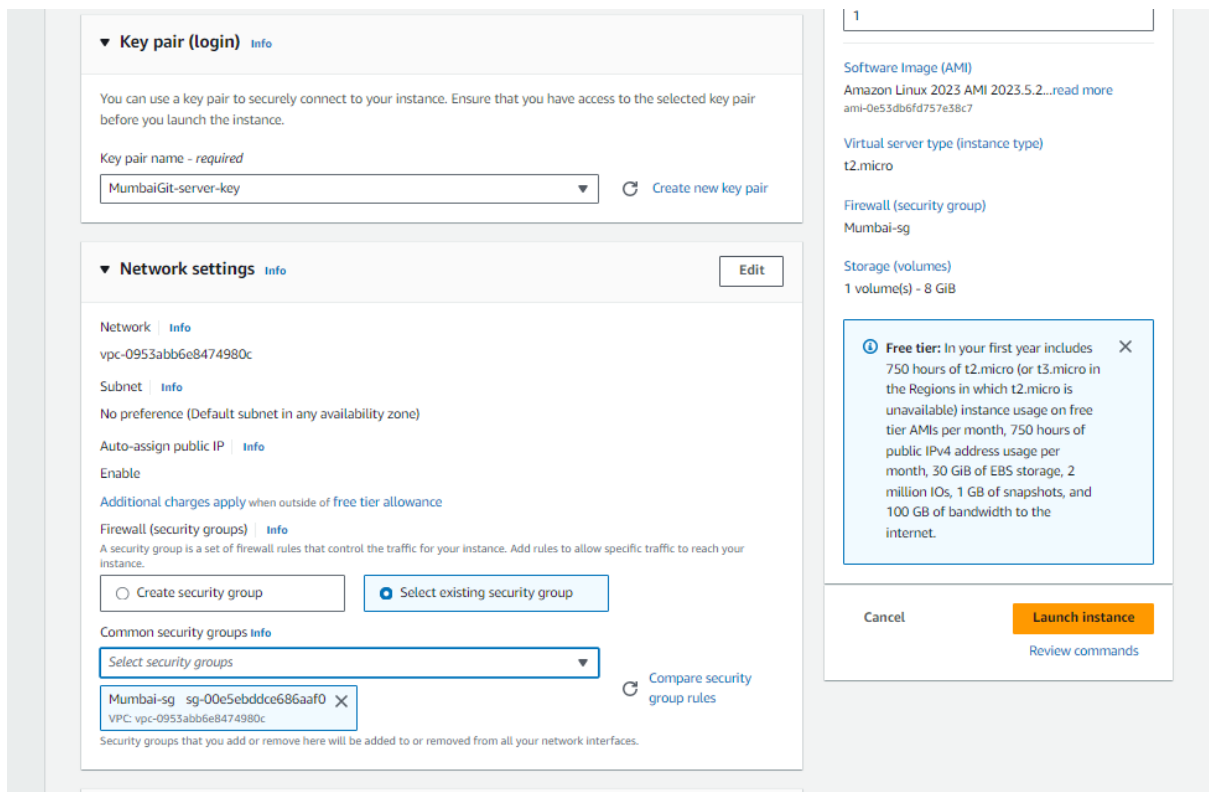 Key pair (login) Info
You can use a key pair to securely connect to your instance. Ensure that you have access to the selected key pair
before you launch the instance.
Key pair name - required
MumbaiGit-server-key
Create new key pair
Network settings Info
Edit
Network Info
vpc-0953abb6e8474980c
Subnet Info
No preference (Default subnet in any availability zone)
Auto-assign public IP Info
Enable
Additional charges apply when outside of free tier allowance
Firewall (security groups) Info
A security group is a set of firewall rules that control the traffic for your instance. Add rules to allow specific traffic to reach your
instance.
Create security group
Select existing security group
Common security groups Info
Select security groups
Mumbai-sg sg-00e5ebddce686aaf0
VPC: vpc-0953abb6e8474980c
Compare security
group rules
Security groups that you add or remove here will be added to or removed from all your network interfaces.
1
Software Image (AMI)
Amazon Linux 2023 AMI 2023.5.2...read more
ami-0e53db6fd757e38c7
Virtual server type (instance type)
t2.micro
Firewall (security group)
Mumbai-sg
Storage (volumes)
1 volume(s) - 8 GiB
Free tier: In your first year includes
750 hours of t2.micro (or t3.micro in
the Regions in which t2.micro is
unavailable) instance usage on free
tier AMIs per month, 750 hours of
public IPv4 address usage per
month, 30 GiB of EBS storage, 2
million IOs, 1 GB of snapshots, and
100 GB of bandwidth to the
internet.
Cancel
Launch instance
Review commands